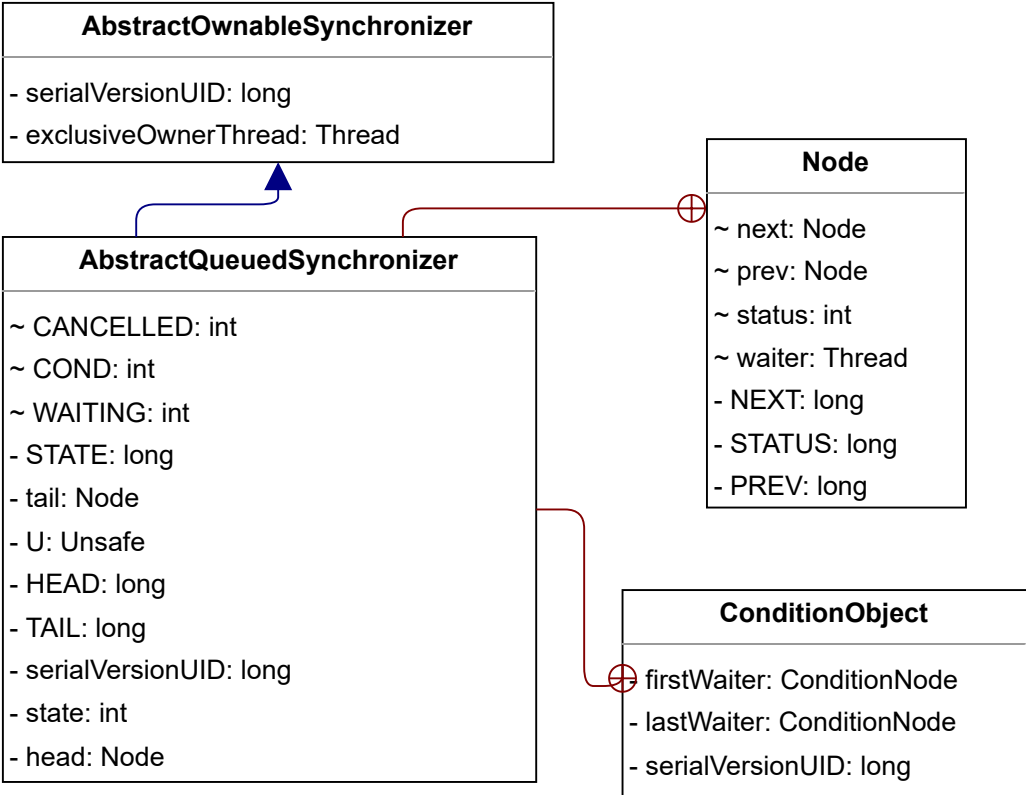 AbstractOwnableSynchronizer
- serialVersionUID: long
- exclusiveOwnerThread: Thread
AbstractQueuedSynchronizer
~ CANCELLED: int
~ COND: int
~ WAITING: int
- STATE: long
- tail: Node
- U: Unsafe
- HEAD: long
- TAIL: long
- serialVersionUID: long
- state: int
- head: Node
Node
~ next: Node
~ prev: Node
~ status: int
~ waiter: Thread
- NEXT: long
- STATUS: long
- PREV: long
ConditionObject
- firstWaiter: ConditionNode
- lastWaiter: ConditionNode
- serialVersionUID: long